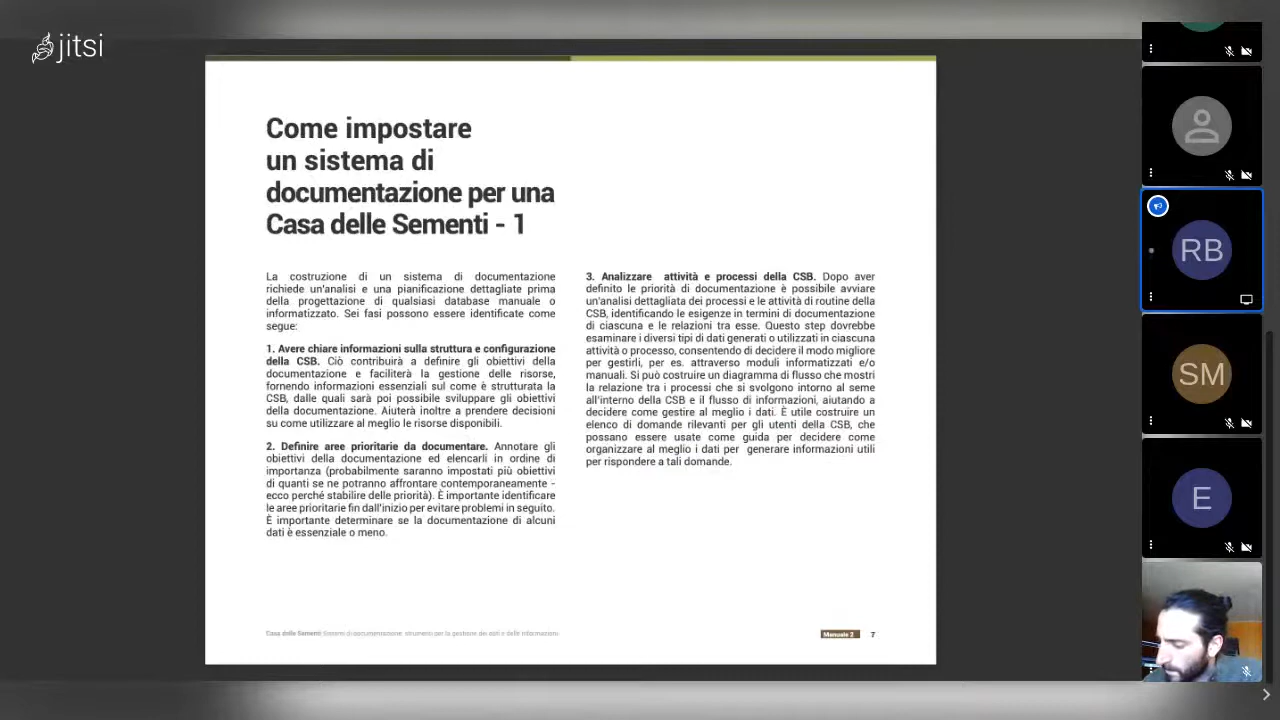 jitsi
Come impostare
un sistema di
documentazione per una
Casa delle Sementi - 1
La costruzione di un sistema di documentazione
richiede un'analisi e una pianificazione dettagliate prima
della progettazione di qualsiasi database manuale o
informatizzato. Sei fasi possono essere identificate come
segue:
1. Avere chiare informazioni sulla struttura e configurazione
della CSB. Ciò contribuirà a definire gli obiettivi della
documentazione e faciliterà la gestione delle risorse,
fornendo informazioni essenziali sul come è strutturata la
CSB, dalle quali sarà poi possibile sviluppare gli obiettivi
della documentazione. Aiuterà inoltre a prendere decisioni
su come utilizzare al meglio le risorse disponibili.
2. Definire aree prioritarie da documentare. Annotare gli
obiettivi della documentazione ed elencarli in ordine di
importanza (probabilmente saranno impostati più obiettivi
di quanti se ne potranno affrontare contemporaneamente -
ecco perché stabilire delle priorità). È importante identificare
le aree prioritarie fin dall'inizio per evitare problemi in seguito.
È importante determinare se la documentazione di alcuni
dati è essenziale o meno.
3. Analizzare attività e processi della CSB. Dopo aver
definito le priorità di documentazione è possibile avviare
un'analisi dettagliata dei processi e le attività di routine della
CSB, identificando le esigenze in termini di documentazione
di ciascuna e le relazioni tra esse. Questo step dovrebbe
esaminare i diversi tipi di dati generati o utilizzati in ciascuna
attività o processo, consentendo di decidere il modo migliore
per gestirli, per es. attraverso moduli informatizzati e/o
manuali. Si può costruire un diagramma di flusso che mostri
la relazione tra i processi che si svolgono intorno al seme
all'interno della CSB e il flusso di informazioni, aiutando a
decidere come gestire al meglio i dati. È utile costruire un
elenco di domande rilevanti per gli utenti della CSB, che
possano essere usate come guida per decidere come
organizzare al meglio i dati per generare informazioni utili
per rispondere a tali domande.
Casa delle Sementi Sistemi di documentazione: strumenti per la gestione dei dati e delle informazioni
Manuale 2 7
RB
SM
E